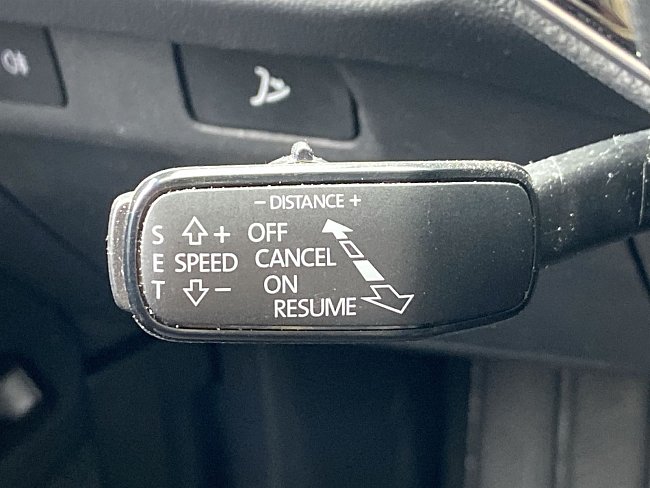 − DISTANCE +
S + OFF
E SPEED CANCEL
T − ON
RESUME